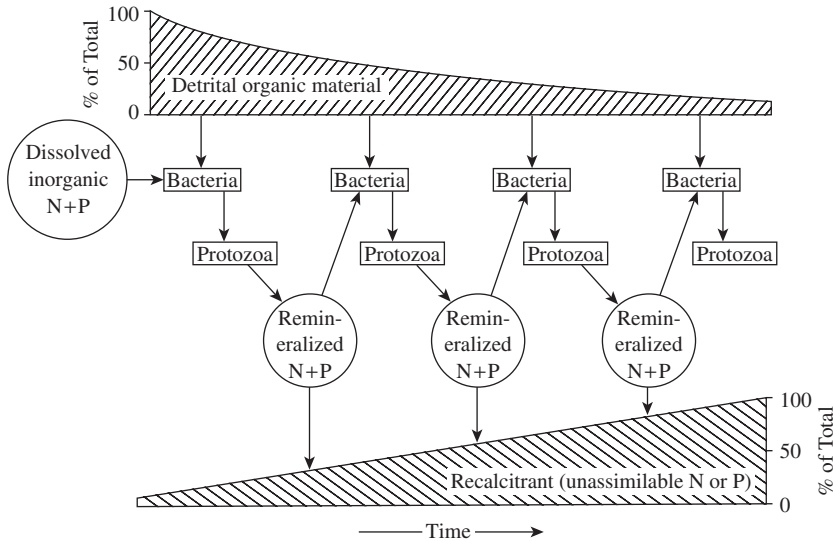 100
50
0
% of Total
Detrital organic material
Dissolved
inorganic
N+P
Bacteria
Bacteria
Bacteria
Bacteria
Protozoa
Protozoa
Protozoa
Protozoa
Remin-
eralized
N+P
Remin-
eralized
N+P
Remin-
eralized
N+P
100
50
0
% of Total
Recalcitrant (unassimilable N or P)
Time